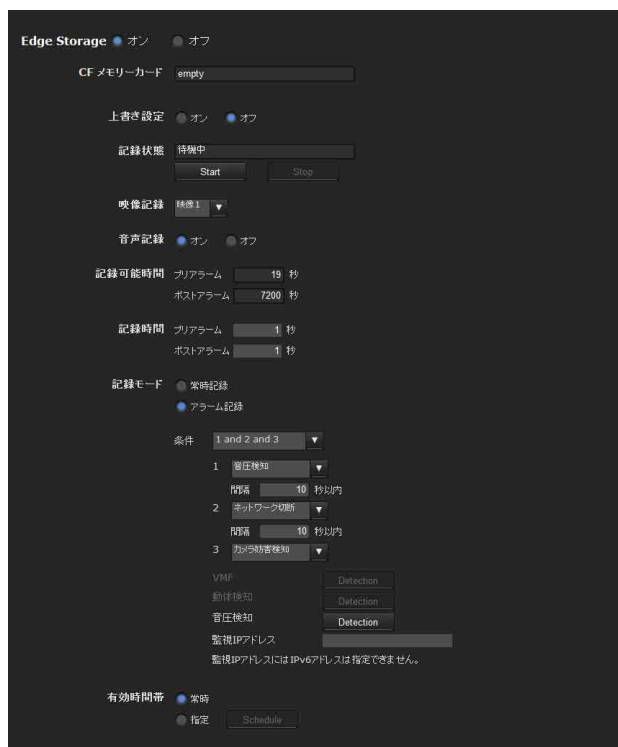 Edge Storage オン オフ
CF メモリーカード empty
上書き設定 オン オフ
記録状態 待機中
Start Stop
映像記録 映像1
音声記録 オン オフ
記録可能時間 プリアラーム 19 秒
ポストアラーム 7200 秒
記録時間 プリアラーム 1 秒
ポストアラーム 1 秒
記録モード 常時記録
アラーム記録
条件 1 and 2 and 3
1 音圧検知
間隔 10 秒以内
2 ネットワーク切断
間隔 10 秒以内
3 カメラ妨害検知
VMF Detection
動体検知 Detection
音圧検知 Detection
監視IPアドレス
監視IPアドレスにはIPv6アドレスは指定できません。
有効時間帯 常時
指定 Schedule